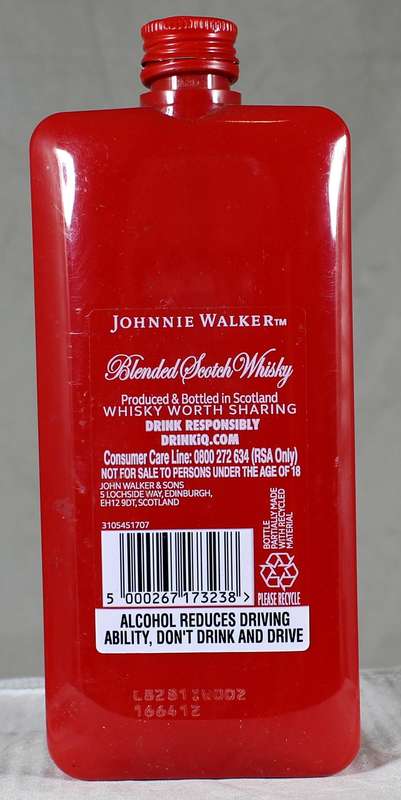 JOHNNIE WALKER™
Blended Scotch Whisky
Produced & Bottled in Scotland
WHISKY WORTH SHARING
DRINK RESPONSIBLY
DRINKiQ.COM
Consumer Care Line: 0800 272 634 (RSA Only)
NOT FOR SALE TO PERSONS UNDER THE AGE OF 18
JOHN WALKER & SONS
5 LOCHSIDE WAY, EDINBURGH,
EH12 9DT, SCOTLAND
3105451707
5 000267 173238 >
BOTTLE
PARTIALLY MADE
WITH RECYCLED
MATERIAL
PLEASE RECYCLE
ALCOHOL REDUCES DRIVING
ABILITY, DON'T DRINK AND DRIVE
166412